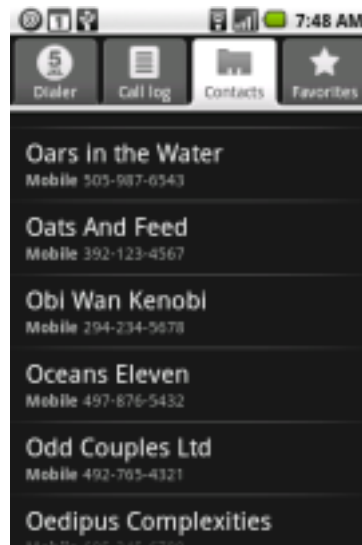 1 7:48 AM
5 
Dialer Call log Contacts Favorites
Oars in the Water
Mobile 505-987-6543
Oats And Feed
Mobile 392-123-4567
Obi Wan Kenobi
Mobile 294-234-5678
Oceans Eleven
Mobile 497-876-5432
Odd Couples Ltd
Mobile 492-765-4321
Oedipus Complexities